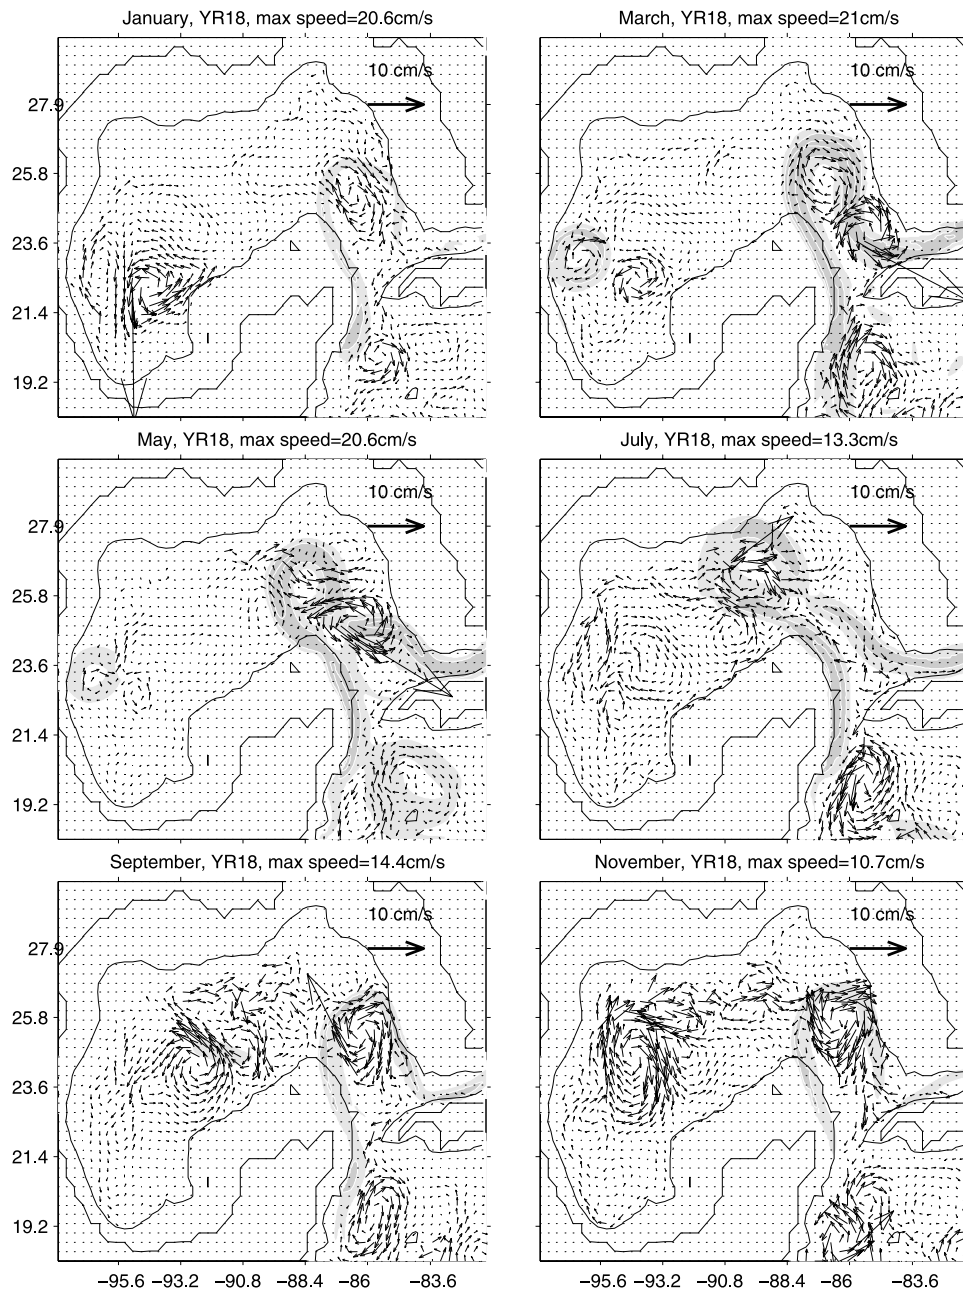 January, YR18, max speed=20.6cm/s
March, YR18, max speed=21cm/s
10 cm/s
10 cm/s
27.9
25.8
23.6
21.4
19.2
May, YR18, max speed=20.6cm/s
July, YR18, max speed=13.3cm/s
10 cm/s
10 cm/s
27.9
25.8
23.6
21.4
19.2
September, YR18, max speed=14.4cm/s
November, YR18, max speed=10.7cm/s
10 cm/s
10 cm/s
27.9
25.8
23.6
21.4
19.2
−95.6 −93.2 −90.8 −88.4 −86 −83.6
−95.6 −93.2 −90.8 −88.4 −86 −83.6